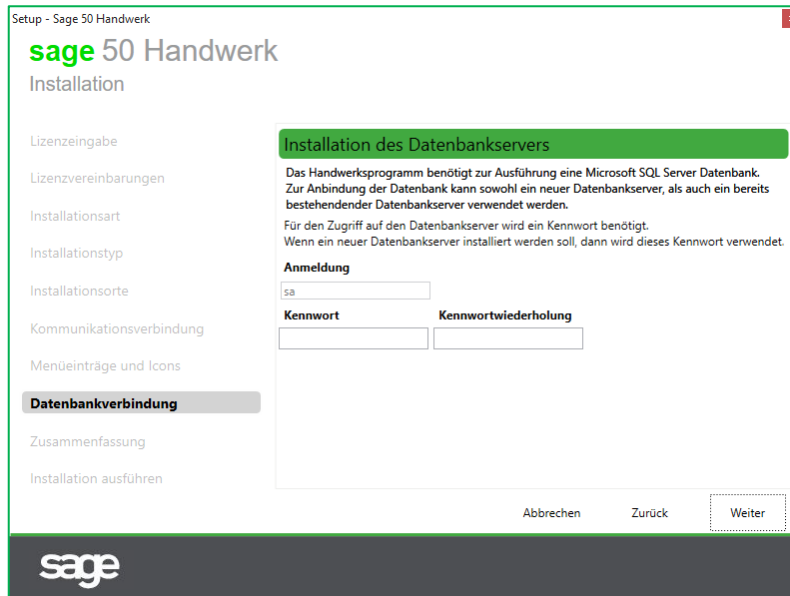 Setup - Sage 50 Handwerk
sage 50 Handwerk
Installation
Lizenzeingabe
Lizenzvereinbarungen
Installationsart
Installationstyp
Installationsorte
Kommunikationsverbindung
Menüeinträge und Icons
Datenbankverbindung
Zusammenfassung
Installation ausführen
Installation des Datenbankservers
Das Handwerksprogramm benötigt zur Ausführung eine Microsoft SQL Server Datenbank.
Zur Anbindung der Datenbank kann sowohl ein neuer Datenbankserver, als auch ein bereits
bestehender Datenbankserver verwendet werden.
Für den Zugriff auf den Datenbankserver wird ein Kennwort benötigt.
Wenn ein neuer Datenbankserver installiert werden soll, dann wird dieses Kennwort verwendet.
Anmeldung
sa
Kennwort Kennwortwiederholung
Abbrechen Zurück Weiter
sage